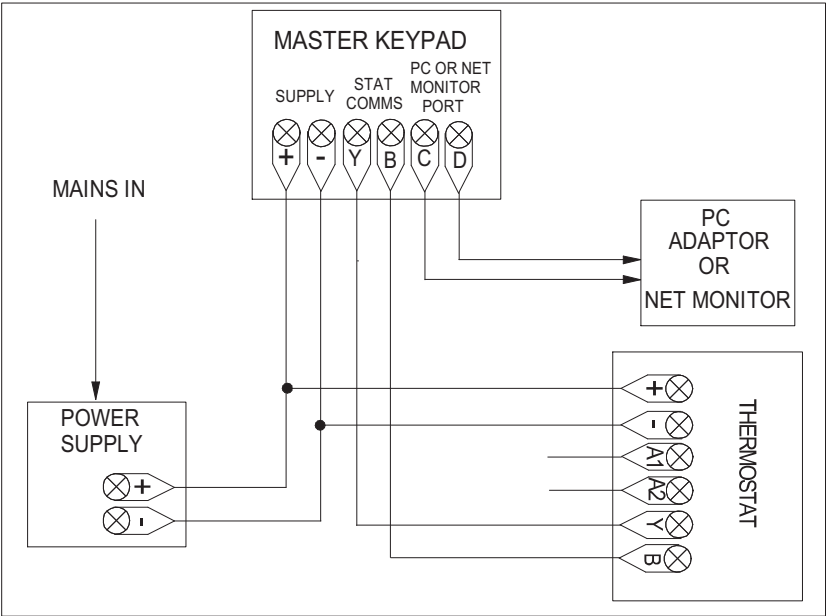 MASTER KEYPAD
SUPPLY
STAT
COMMS
PC OR NET
MONITOR
PORT
+ - Y B C D
MAINS IN
PC
ADAPTOR
OR
NET MONITOR
POWER
SUPPLY
+
-
THERMOSTAT
+
-
A1
A2
Y
B